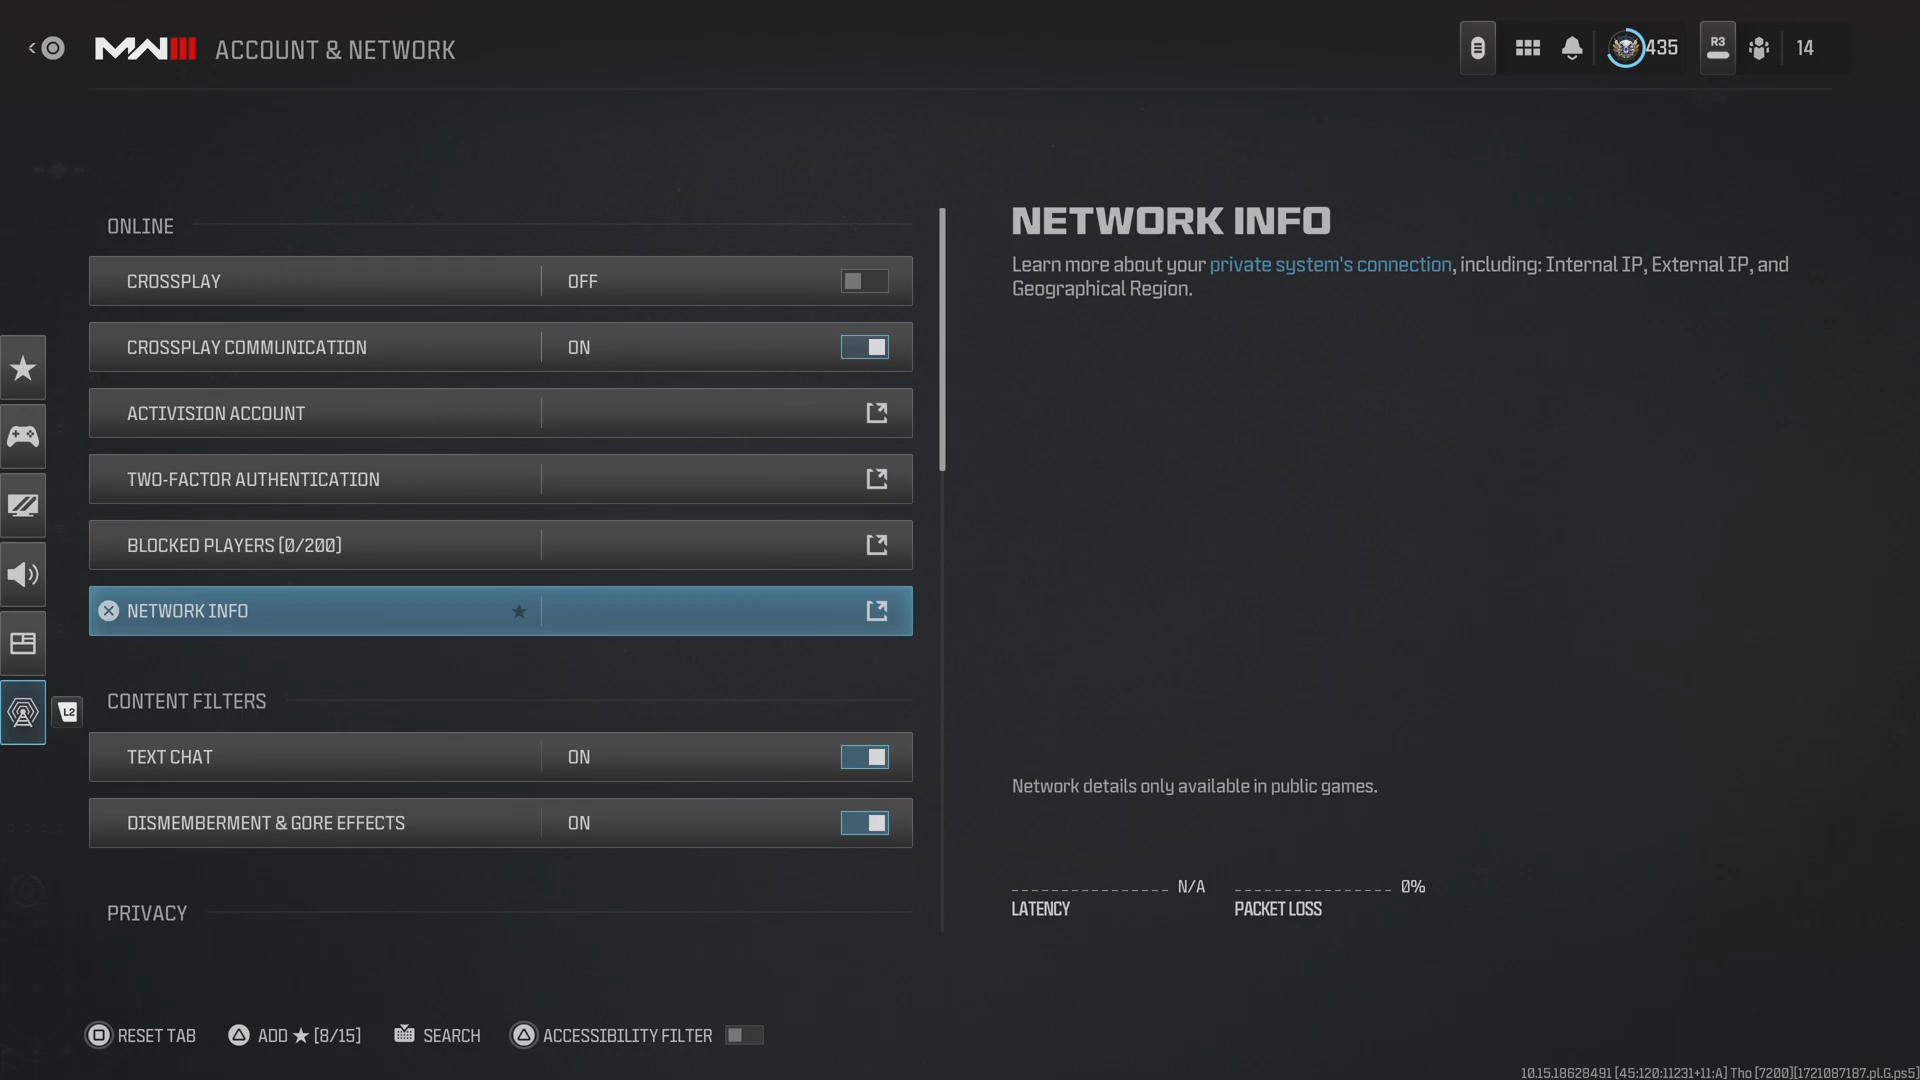 MWIII ACCOUNT & NETWORK
435
R3
14
ONLINE
CROSSPLAY OFF
CROSSPLAY COMMUNICATION ON
ACTIVISION ACCOUNT
TWO-FACTOR AUTHENTICATION
BLOCKED PLAYERS [0/200]
NETWORK INFO
CONTENT FILTERS
L2
TEXT CHAT ON
DISMEMBERMENT & GORE EFFECTS ON
PRIVACY
NETWORK INFO
Learn more about your private system's connection, including: Internal IP, External IP, and
Geographical Region.
Network details only available in public games.
N/A 0%
LATENCY PACKET LOSS
RESET TAB ADD ★ [8/15] SEARCH ACCESSIBILITY FILTER
10.15.18628491 [45:120:11231+11:A] Tho [7200][1721087187.pl.G.ps5]